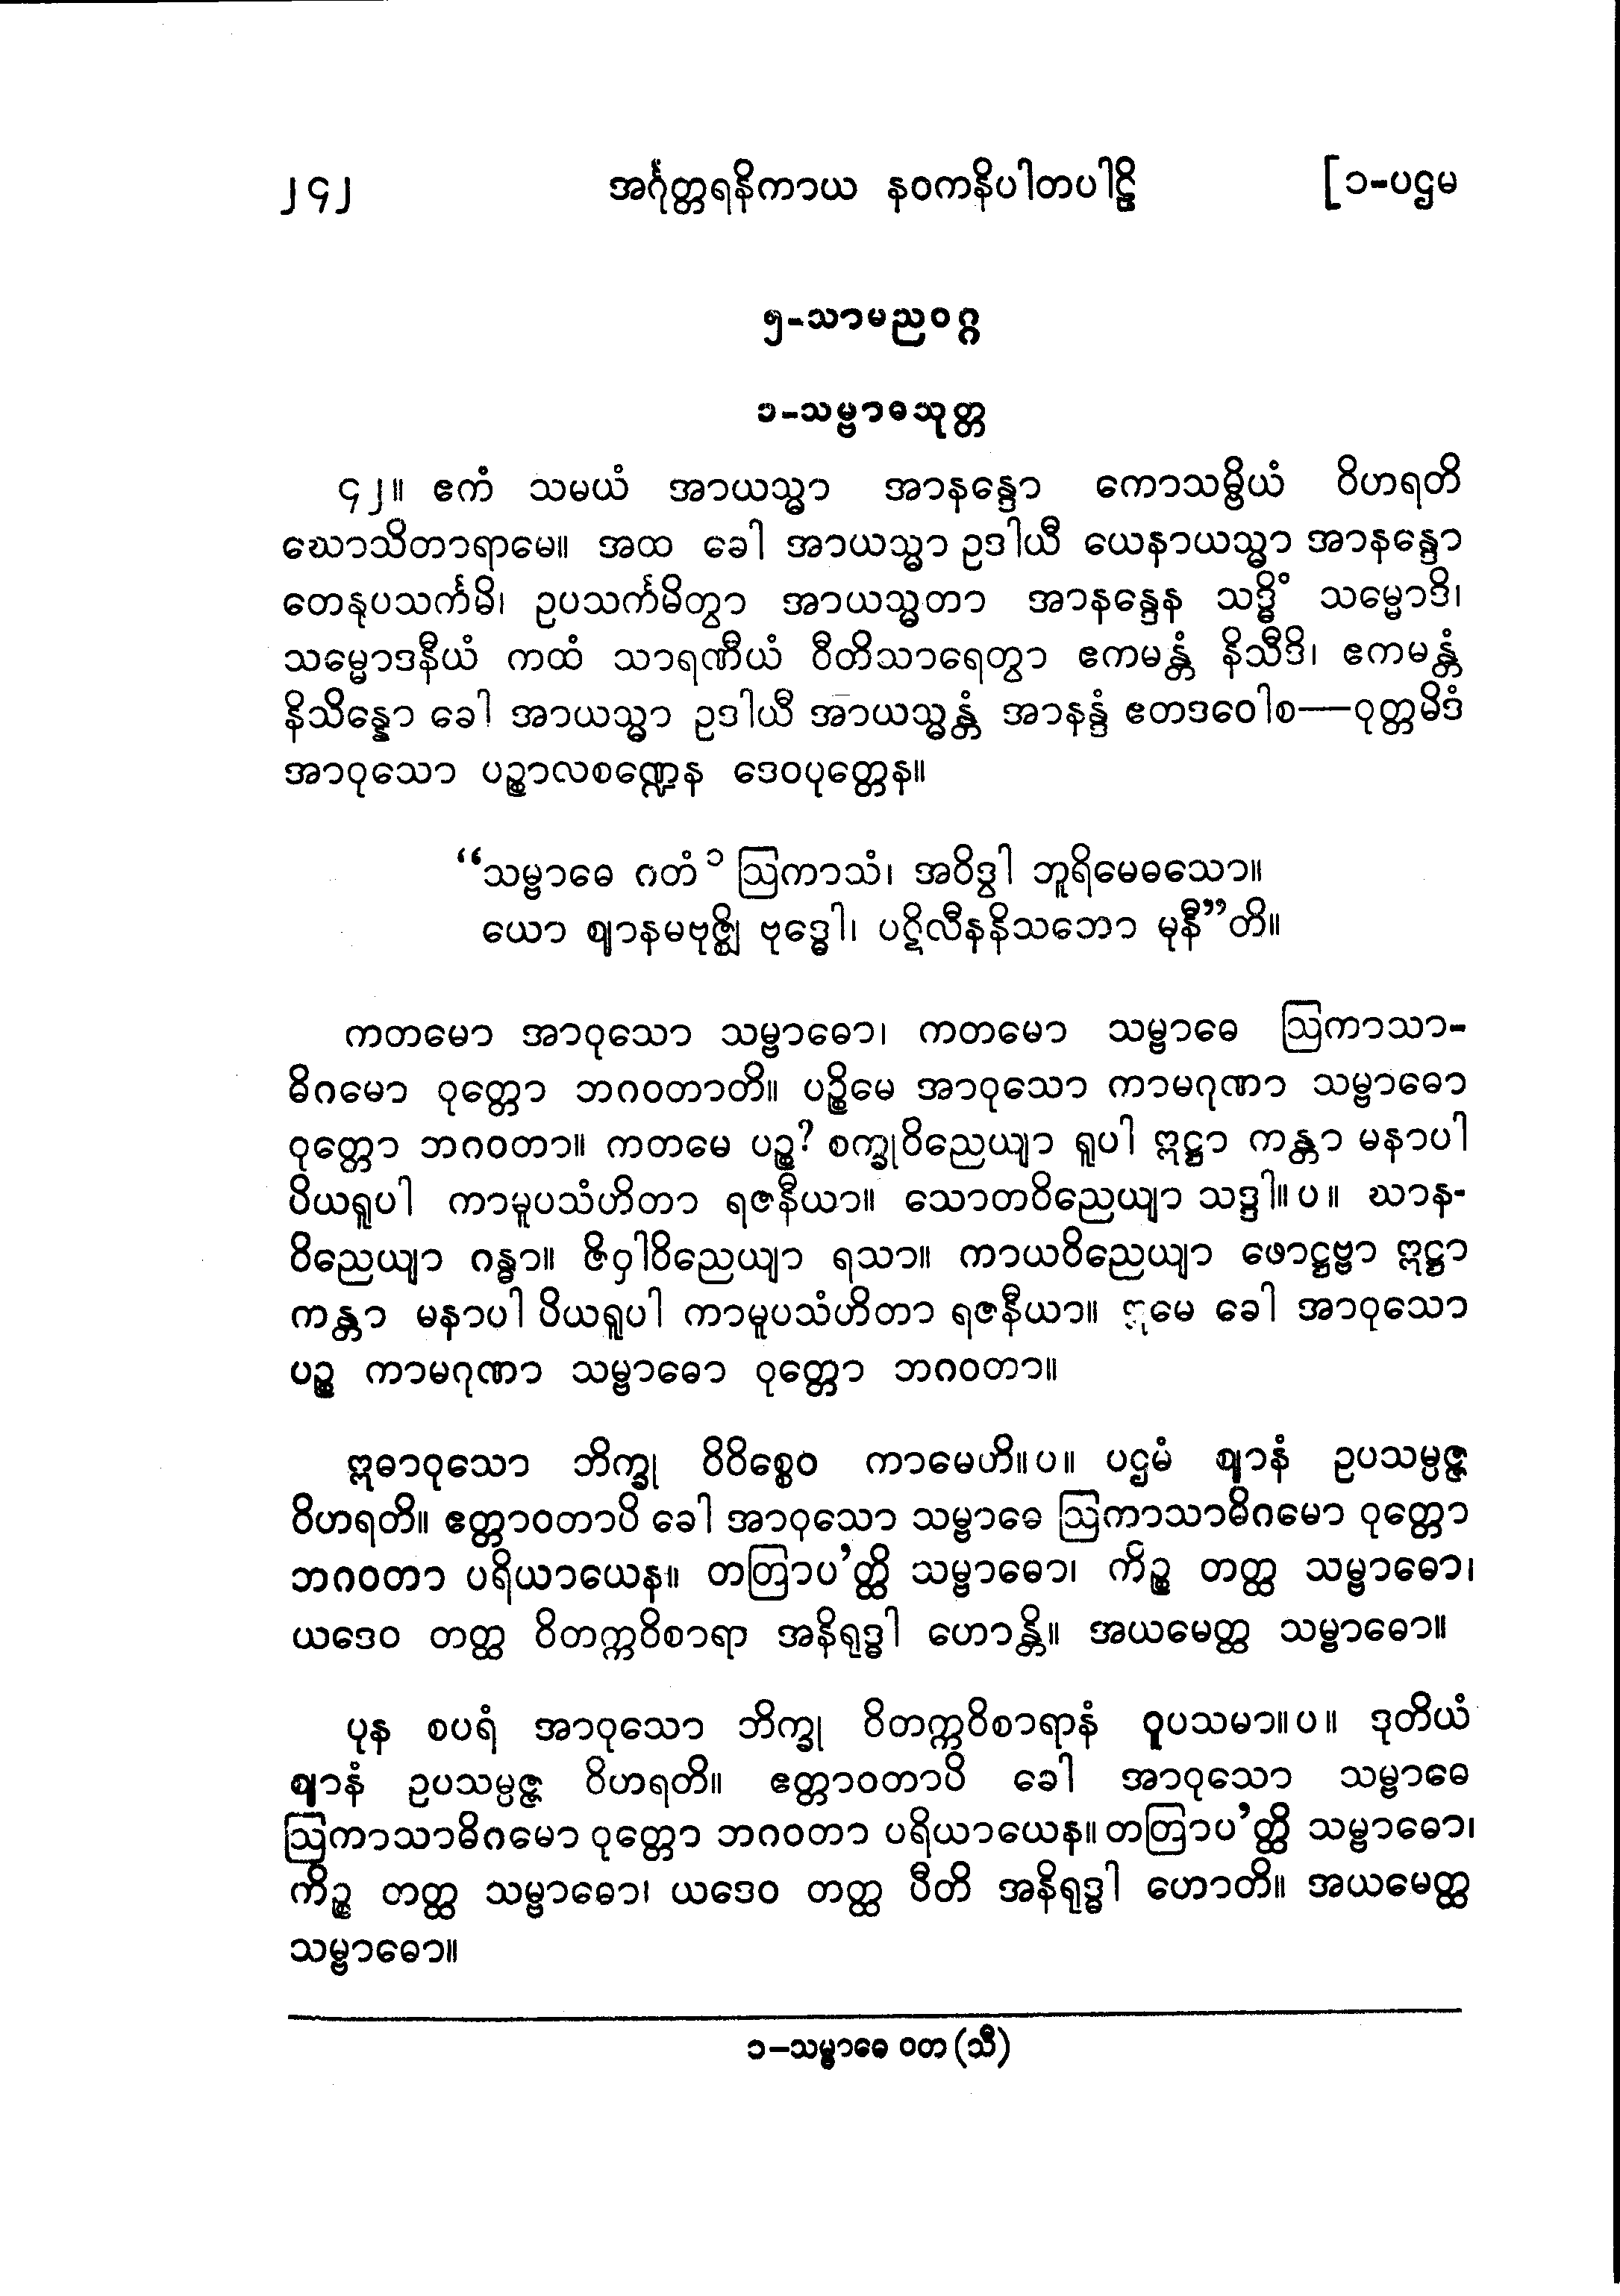 ၂၄၂ အင်္ဂုတ္တရနိကာယ နဝကနိပါတပါဠိ [၁-ပဌမ
၅-သာမညဝဂ္ဂ
၁-သမ္ဗာဓသုတ္တ
၄၂။ ဧကံ သမယံ အာယသ္မာ အာနန္ဒော ကောသမ္ဗိယံ ဝိဟရတိ
ဃောသိတာရာမေ။ အထ ခေါ အာယသ္မာ ဥဒါယီ ယေနာယသ္မာ အာနန္ဒော
တေနုပသင်္ကမိ၊ ဥပသင်္ကမိတွာ အာယသ္မတာ အာနန္ဒေန သဒ္ဓိံ သမ္မောဒိ၊
သမ္မောဒနီယံ ကထံ သာရဏီယံ ဝီတိသာရေတွာ ဧကမန္တံ နိသီဒိ၊ ဧကမန္တံ
နိသိန္နော ခေါ အာယသ္မာ ဥဒါယီ အာယသ္မန္တံ အာနန္ဒံ ဧတဒဝေါစ—ဝုတ္တမိဒံ
အာဝုသော ပဉ္စာလစဏ္ဍေန ဒေဝပုတ္တေန။
“သမ္ဗာဓေ ဂတံ ၁ ဩကာသံ၊ အဝိဒွါ ဘူရိမေဓသော။
ယော ဈာနမဗုဇ္ဈိ ဗုဒ္ဓေါ၊ ပဋိလီနနိသဘော မုနီ”တိ။
ကတမော အာဝုသော သမ္ဗာဓော၊ ကတမော သမ္ဗာဓေ ဩကာသာ-
ဓိဂမော ဝုတ္တော ဘဂဝတာတိ။ ပဉ္စိမေ အာဝုသော ကာမဂုဏာ သမ္ဗာဓော
ဝုတ္တော ဘဂဝတာ။ ကတမေ ပဉ္စ? စက္ခုဝိညေယျာ ရူပါ ဣဋ္ဌာ ကန္တာ မနာပါ
ပိယရူပါ ကာမူပသံဟိတာ ရဇနီယာ။ သောတဝိညေယျာ သဒ္ဒါ။ပ။ ဃာန-
ဝိညေယျာ ဂန္ဓာ။ ဇိဝှါဝိညေယျာ ရသာ။ ကာယဝိညေယျာ ဖောဋ္ဌဗ္ဗာ ဣဋ္ဌာ
ကန္တာ မနာပါ ပိယရူပါ ကာမူပသံဟိတာ ရဇနီယာ။ ဣမေ ခေါ အာဝုသော
ပဉ္စ ကာမဂုဏာ သမ္ဗာဓော ဝုတ္တော ဘဂဝတာ။
ဣဓာဝုသော ဘိက္ခု ဝိဝိစ္စေဝ ကာမေဟိ။ပ။ ပဌမံ ဈာနံ ဥပသမ္ပဇ္ဇ
ဝိဟရတိ။ ဧတ္တာဝတာပိ ခေါ အာဝုသော သမ္ဗာဓေ ဩကာသာဓိဂမော ဝုတ္တော
ဘဂဝတာ ပရိယာယေန။ တတြာပ'တ္ထိ သမ္ဗာဓော၊ ကိဉ္စ တတ္ထ သမ္ဗာဓော၊
ယဒေဝ တတ္ထ ဝိတက္ကဝိစာရာ အနိရုဒ္ဓါ ဟောန္တိ။ အယမေတ္ထ သမ္ဗာဓော။
ပုန စပရံ အာဝုသော ဘိက္ခု ဝိတက္ကဝိစာရာနံ ဝူပသမာ။ပ။ ဒုတိယံ
ဈာနံ ဥပသမ္ပဇ္ဇ ဝိဟရတိ။ ဧတ္တာဝတာပိ ခေါ အာဝုသော သမ္ဗာဓေ
ဩကာသာဓိဂမော ဝုတ္တော ဘဂဝတာ ပရိယာယေန။ တတြာပ'တ္ထိ သမ္ဗာဓော၊
ကိဉ္စ တတ္ထ သမ္ဗာဓော၊ ယဒေဝ တတ္ထ ပီတိ အနိရုဒ္ဓါ ဟောတိ။ အယမေတ္ထ
သမ္ဗာဓော။
၁–သမ္ဗာဓေ ဝတ (သီ)